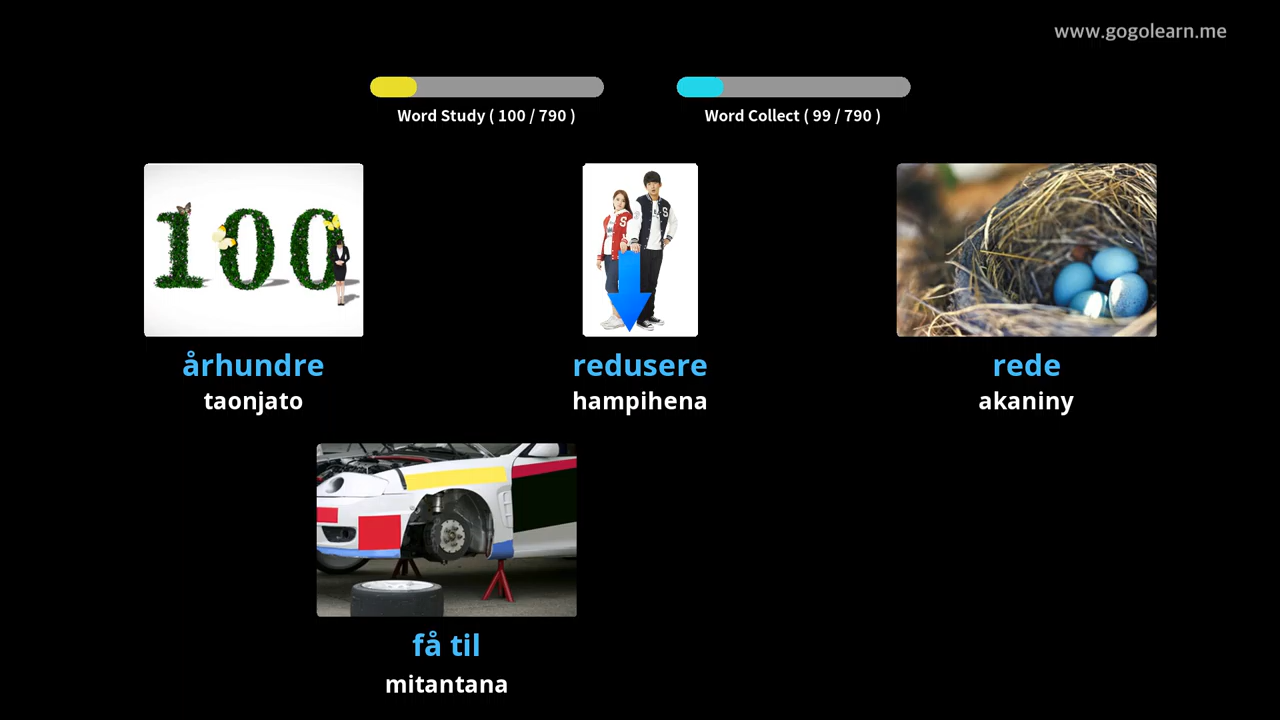 www.gogolearn.me
Word Study ( 100 / 790 )
Word Collect ( 99 / 790 )
100
S
S
århundre
taonjato
redusere
hampihena
rede
akaniny
få til
mitantana